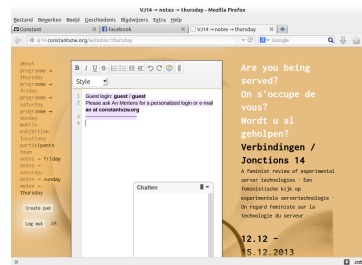 VJ14 → notes → thursday - Mozilla Firefox
Bestand Bewerken Beeld Geschiedenis Bladwijzers Extra Help
Constant
Facebook
VJ14 → notes → thursday
vj14.constantvzw.org/w/notes::thursday
Google
about
programme →
thursday
programme →
friday
programme →
saturday
programme →
sunday
mobile
exhibition
locations
participants
team
notes → friday
notes →
saturday
notes → sunday
notes →
thursday
Create pad
Log out
B I U
Style
1 Guest login: guest / guest
2 Please ask An Mertens for a personalized login or e-mail
an at constantvzw.org
3 ------------------------------
4
Chatten
Are you being
served?
On s'occupe de
vous?
Wordt u al
geholpen?
Verbindingen /
Jonctions 14
A feminist review of experimental
server technologies - Een
feministische kijk op
experimentele servertechnologie -
Un regard féministe sur la
technologie du serveur
12.12 –
15.12.2013